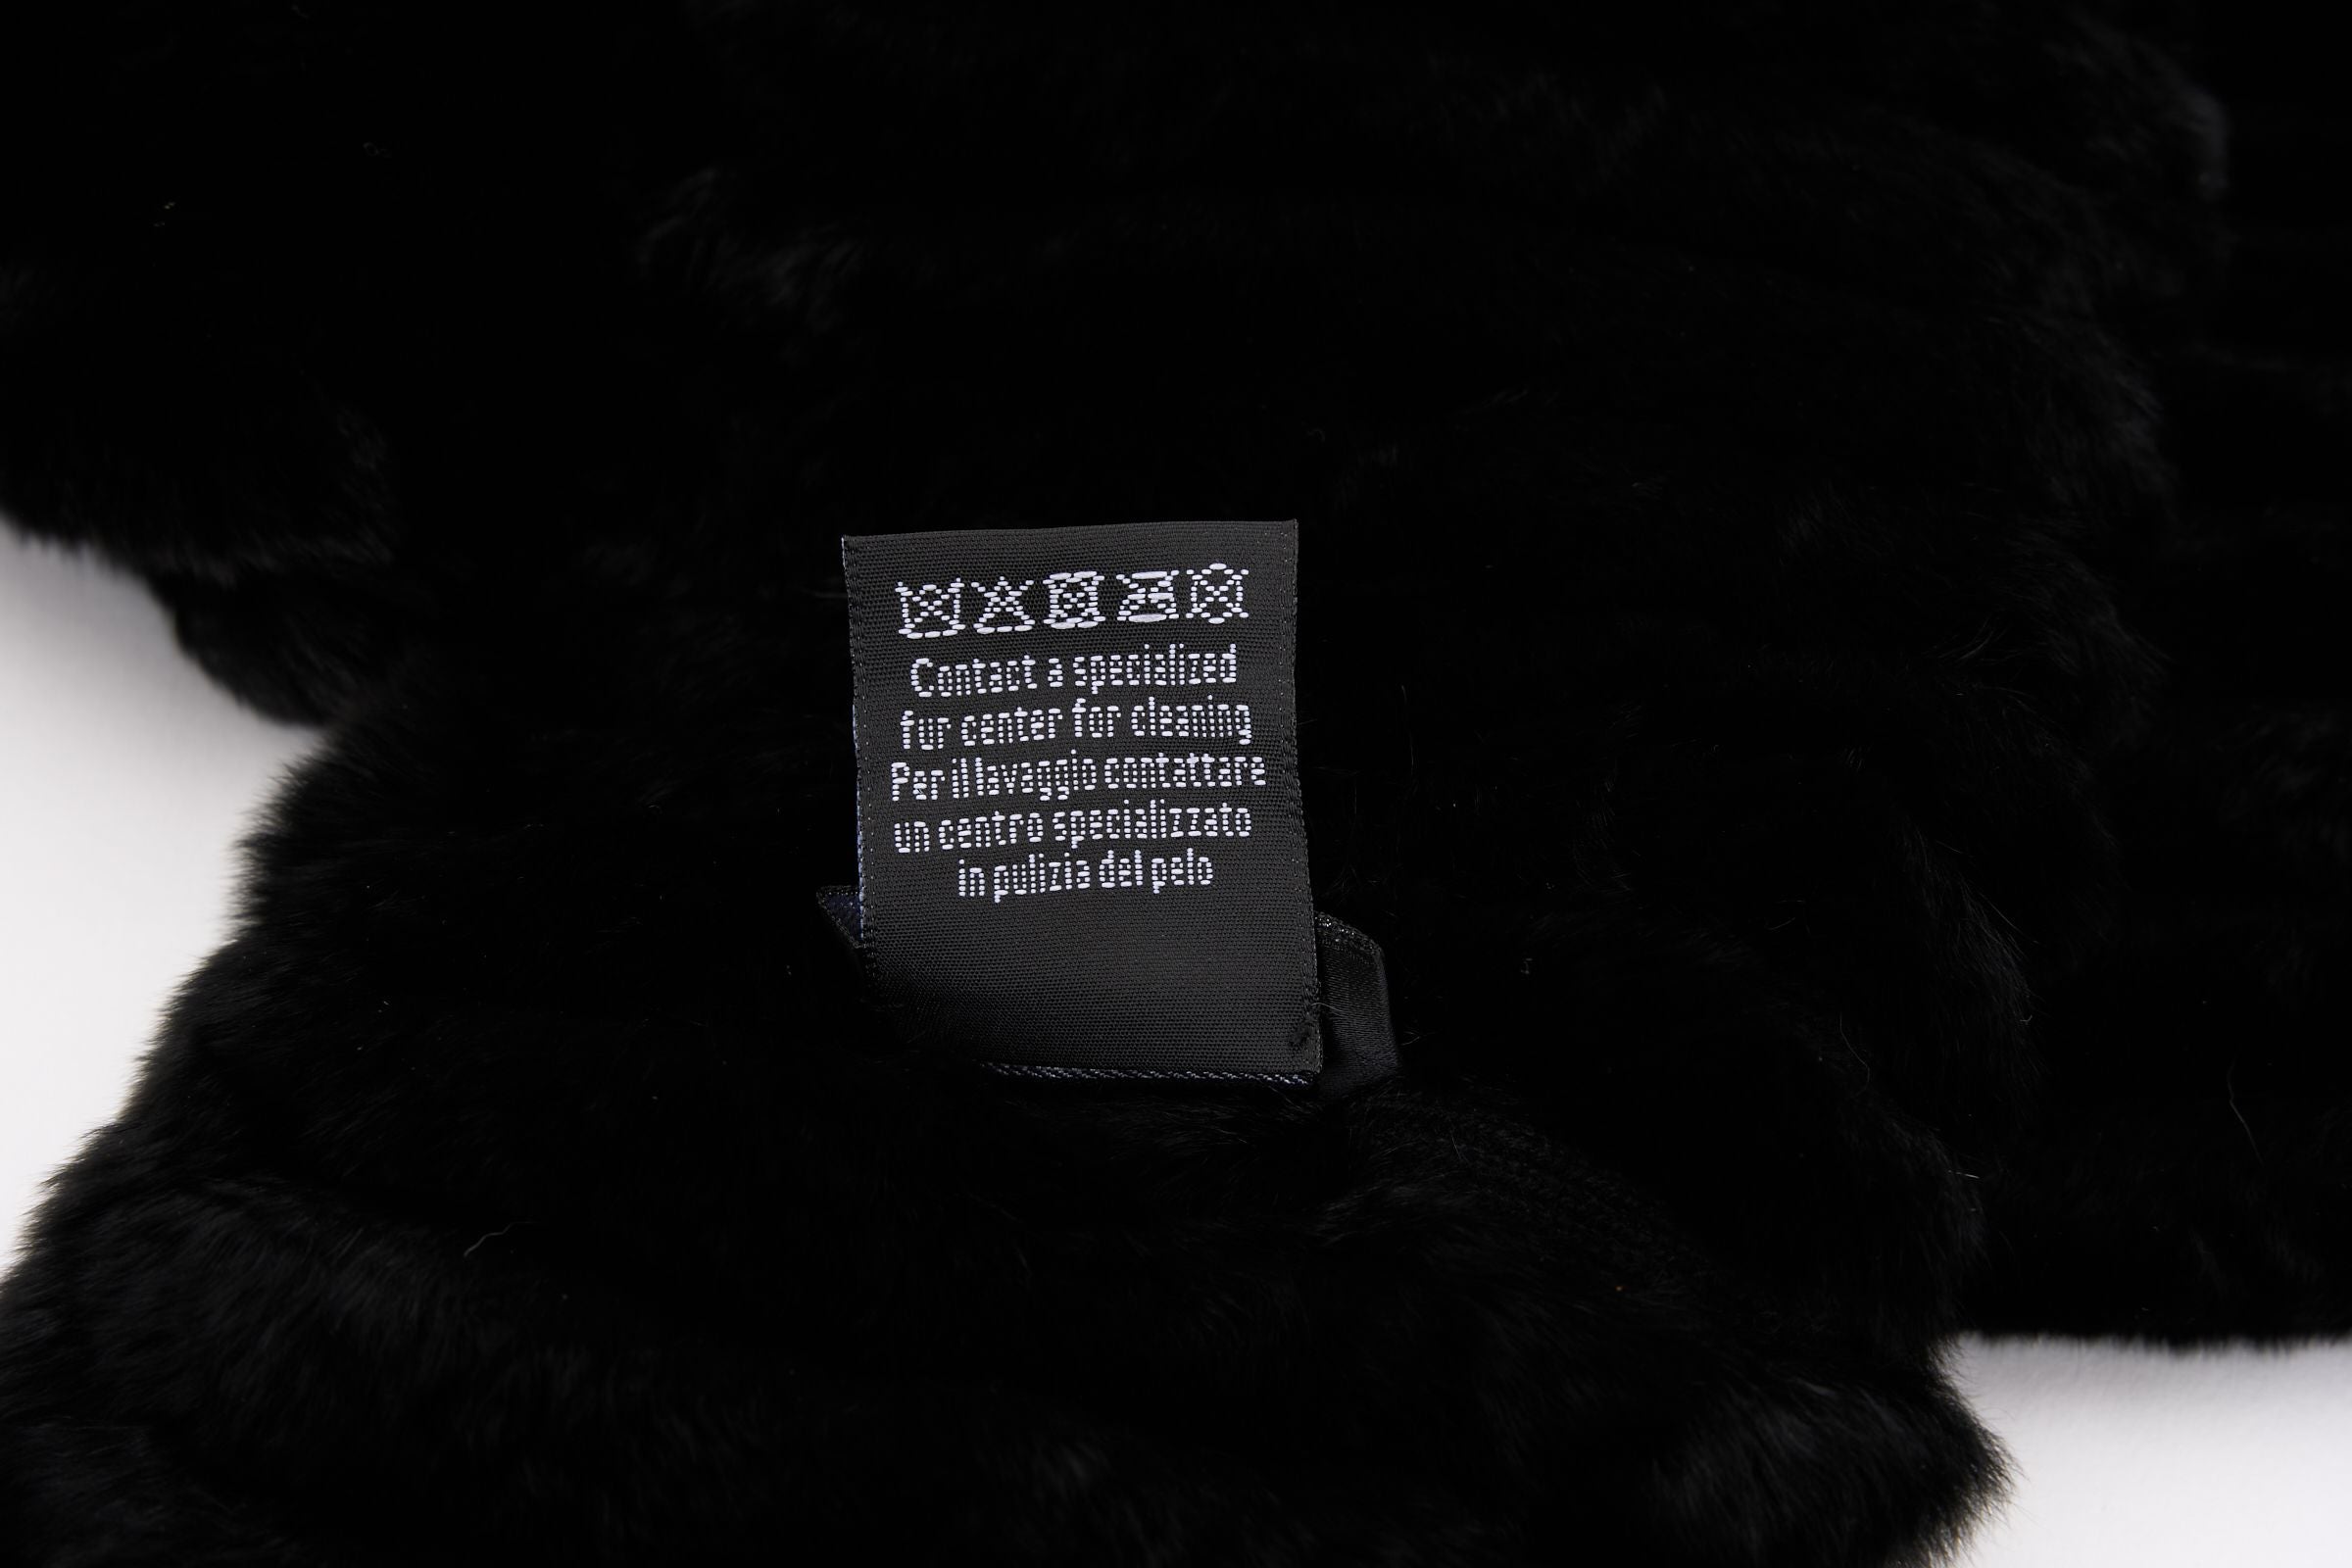 Contact a specialized
fur center for cleaning
Per il lavaggio contattare
un centro specializzato
in pulizia del pelo